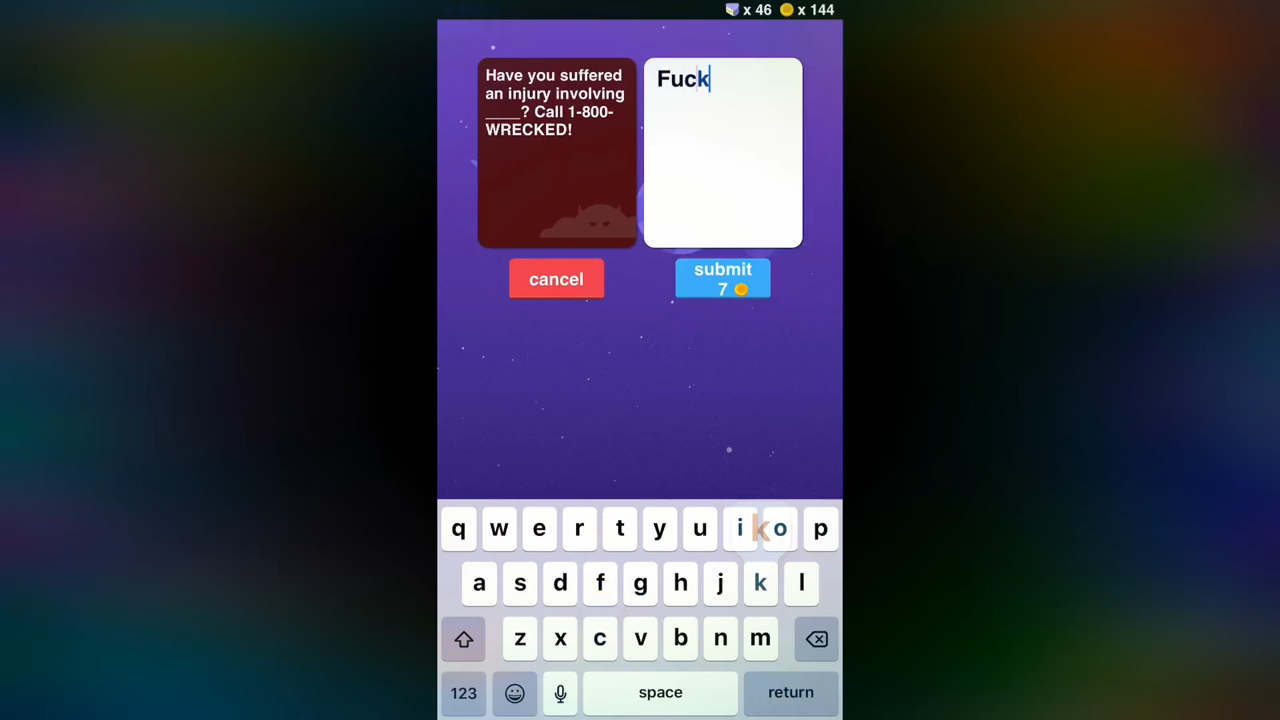 x 46 x 144
Have you suffered
an injury involving
____? Call 1-800-
WRECKED!
Fuck
cancel
submit
7
q w e r t y u i k o p
a s d f g h j k l
z x c v b n m
123 space return